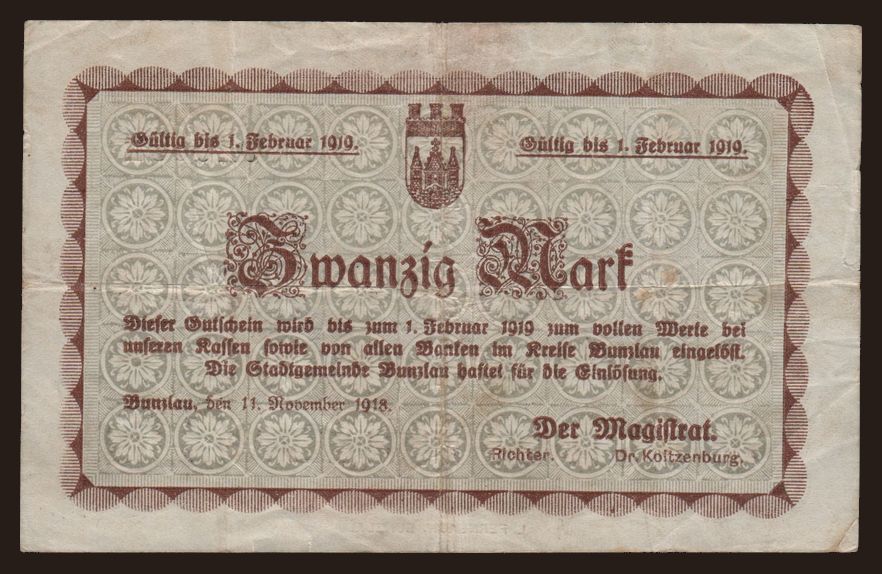 Gültig bis 1. Februar 1919.
Gültig bis 1. Februar 1919.
Zwanzig Mark
Dieser Gutschein wird bis zum 1. Februar 1919 zum vollen Werte bei
unseren Kassen sowie von allen Banken im Kreise Bunzlau eingelöst.
Die Stadtgemeinde Bunzlau haftet für die Einlösung.
Bunzlau, den 11. November 1918.
Der Magistrat.
Richter. Dr. Koitzenburg.